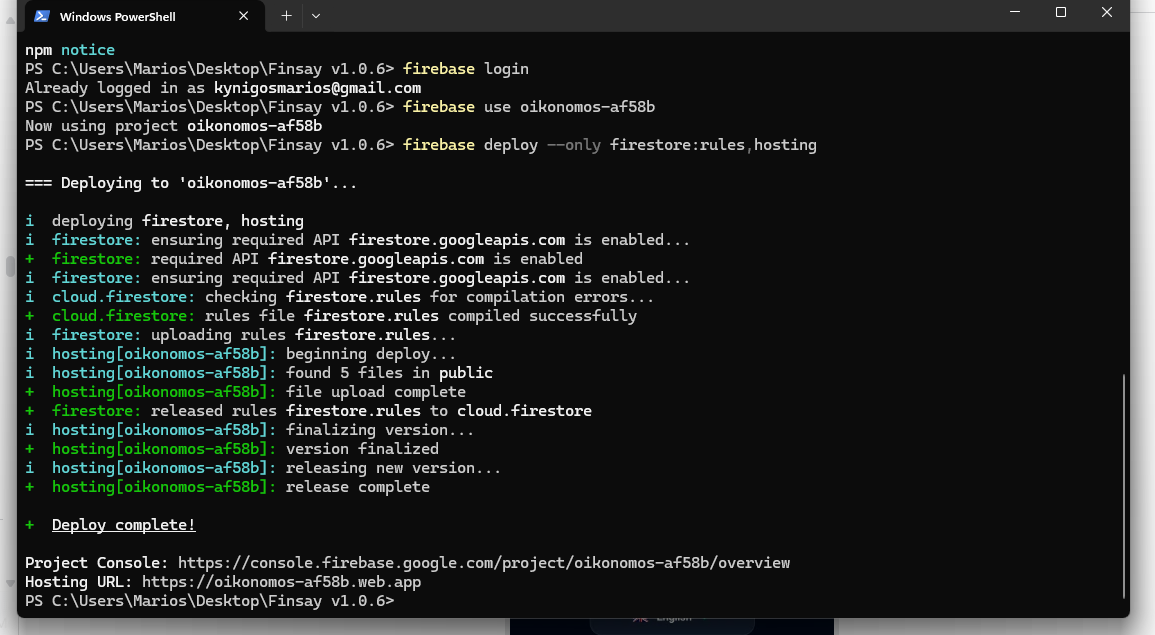 Windows PowerShell
npm notice
PS C:\Users\Marios\Desktop\Finsay v1.0.6> firebase login
Already logged in as kynigosmarios@gmail.com
PS C:\Users\Marios\Desktop\Finsay v1.0.6> firebase use oikonomos-af58b
Now using project oikonomos-af58b
PS C:\Users\Marios\Desktop\Finsay v1.0.6> firebase deploy --only firestore:rules,hosting
=== Deploying to 'oikonomos-af58b'...
i  deploying firestore, hosting
i  firestore: ensuring required API firestore.googleapis.com is enabled...
+  firestore: required API firestore.googleapis.com is enabled
i  firestore: ensuring required API firestore.googleapis.com is enabled...
i  cloud.firestore: checking firestore.rules for compilation errors...
+  cloud.firestore: rules file firestore.rules compiled successfully
i  firestore: uploading rules firestore.rules...
i  hosting[oikonomos-af58b]: beginning deploy...
i  hosting[oikonomos-af58b]: found 5 files in public
+  hosting[oikonomos-af58b]: file upload complete
+  firestore: released rules firestore.rules to cloud.firestore
i  hosting[oikonomos-af58b]: finalizing version...
+  hosting[oikonomos-af58b]: version finalized
i  hosting[oikonomos-af58b]: releasing new version...
+  hosting[oikonomos-af58b]: release complete
+  Deploy complete!
Project Console: https://console.firebase.google.com/project/oikonomos-af58b/overview
Hosting URL: https://oikonomos-af58b.web.app
PS C:\Users\Marios\Desktop\Finsay v1.0.6>
English